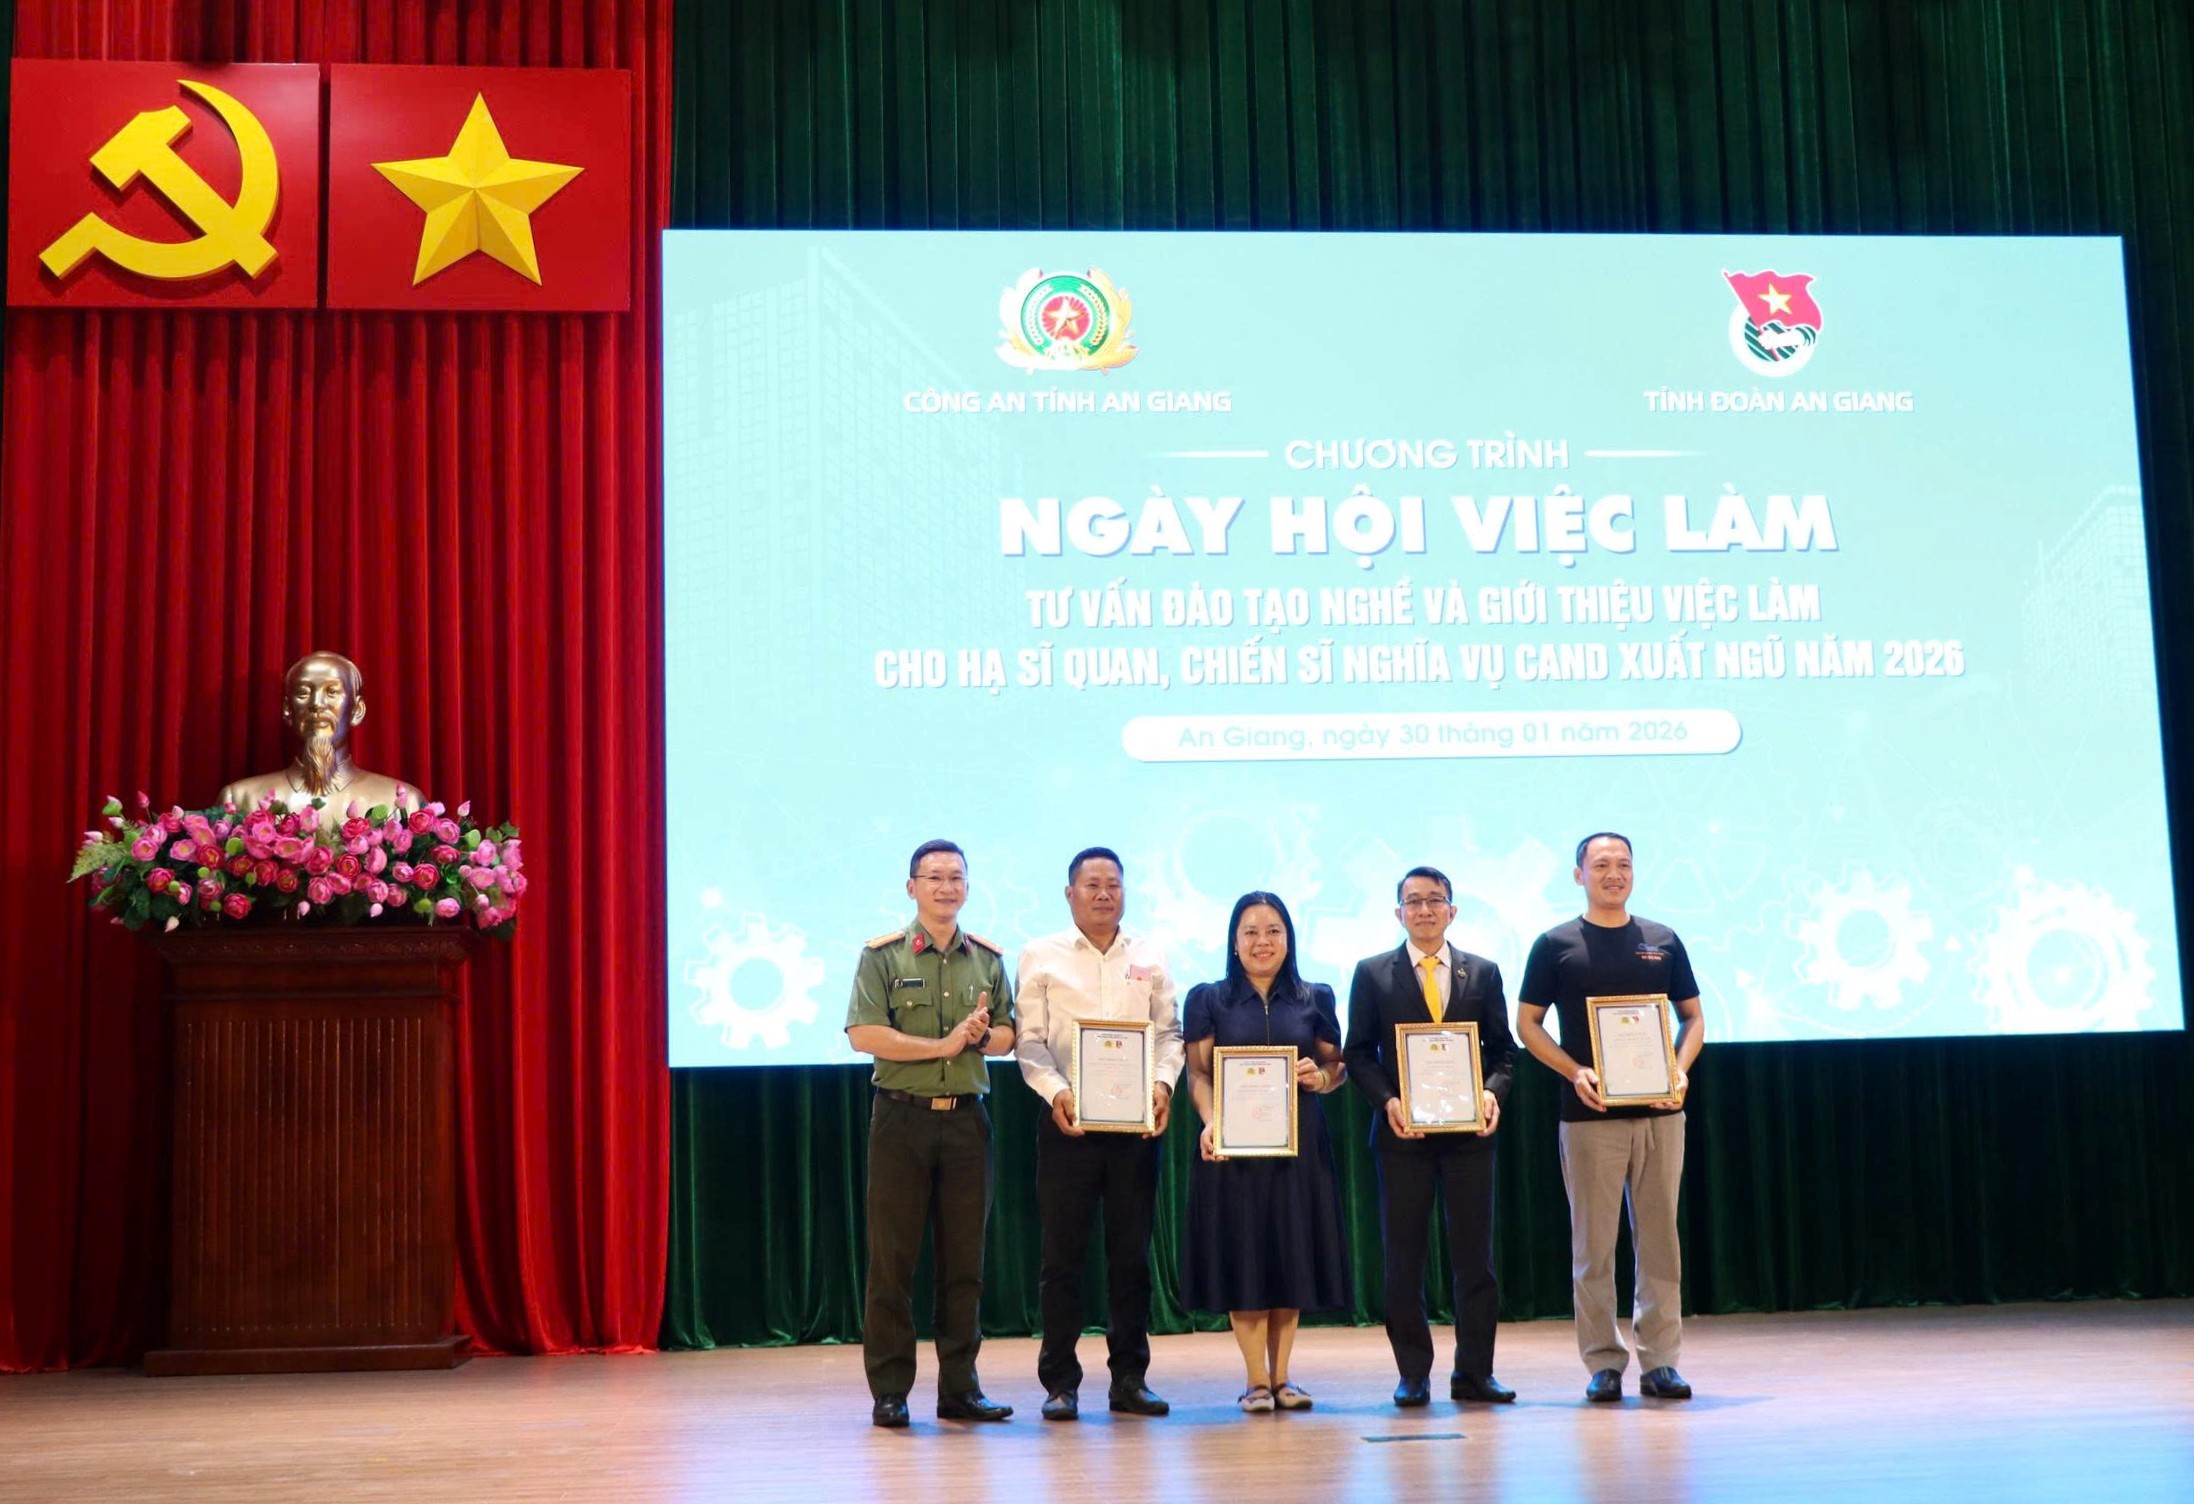 CÔNG AN TỈNH AN GIANG
TỈNH ĐOÀN AN GIANG
CHƯƠNG TRÌNH
NGÀY HỘI VIỆC LÀM
TƯ VẤN ĐÀO TẠO NGHỀ VÀ GIỚI THIỆU VIỆC LÀM
CHO HẠ SĨ QUAN, CHIẾN SĨ NGHĨA VỤ CAND XUẤT NGŨ NĂM 2026
An Giang, ngày 30 tháng 01 năm 2026